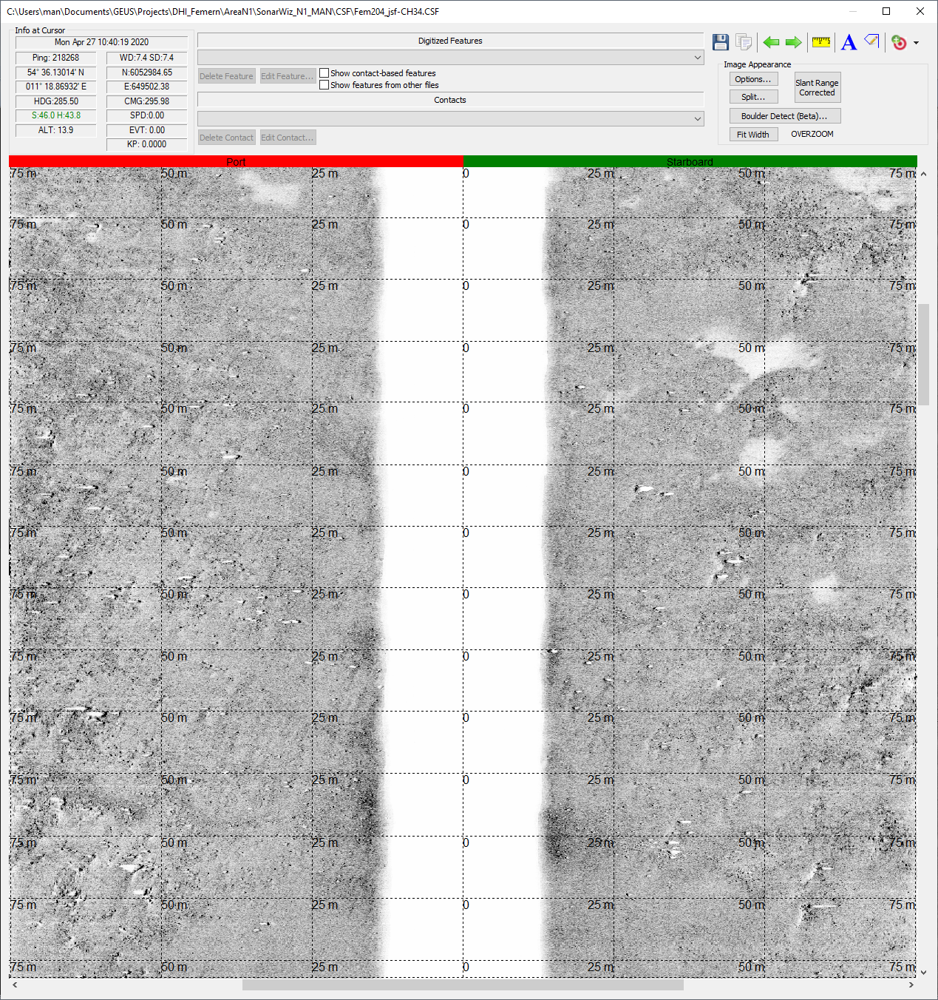 C:\Users\man\Documents\GEUS\Projects\DHI_Femern\AreaN1\SonarWiz_N1_MAN\CSF\Fem204_jsf-CH34.CSF
Info at Cursor
Mon Apr 27 10:40:19 2020
Ping: 218268 WD:7.4 SD:7.4
54° 36.13014' N N:6052984.65
011° 18.86932' E E:649502.38
HDG:285.50 CMG:295.98
S:46.0 H:43.8 SPD:0.00
ALT: 13.9 EVT: 0.00
KP: 0.0000
Digitized Features
Delete Feature Edit Feature... Show contact-based features
Show features from other files
Contacts
Delete Contact Edit Contact...
A
Image Appearance
Options... Slant Range
Corrected
Split...
Boulder Detect (Beta)...
Fit Width OVERZOOM
Port Starboard
75 m 50 m 25 m 0 25 m 50 m 75 m
75 m 50 m 25 m 0 25 m 50 m 75 m
75 m 50 m 25 m 0 25 m 50 m 75 m
75 m 50 m 25 m 0 25 m 50 m 75 m
75 m 50 m 25 m 0 25 m 50 m 75 m
75 m 50 m 25 m 0 25 m 50 m 75 m
75 m 50 m 25 m 0 25 m 50 m 75 m
75 m 50 m 25 m 0 25 m 50 m 75 m
75 m 50 m 25 m 0 25 m 50 m 75 m
75 m 50 m 25 m 0 25 m 50 m 75 m
75 m 50 m 25 m 0 25 m 50 m 75 m
75 m 50 m 25 m 0 25 m 50 m 75 m
75 m 50 m 25 m 0 25 m 50 m 75 m
75 m 50 m 25 m 0 25 m 50 m 75 m